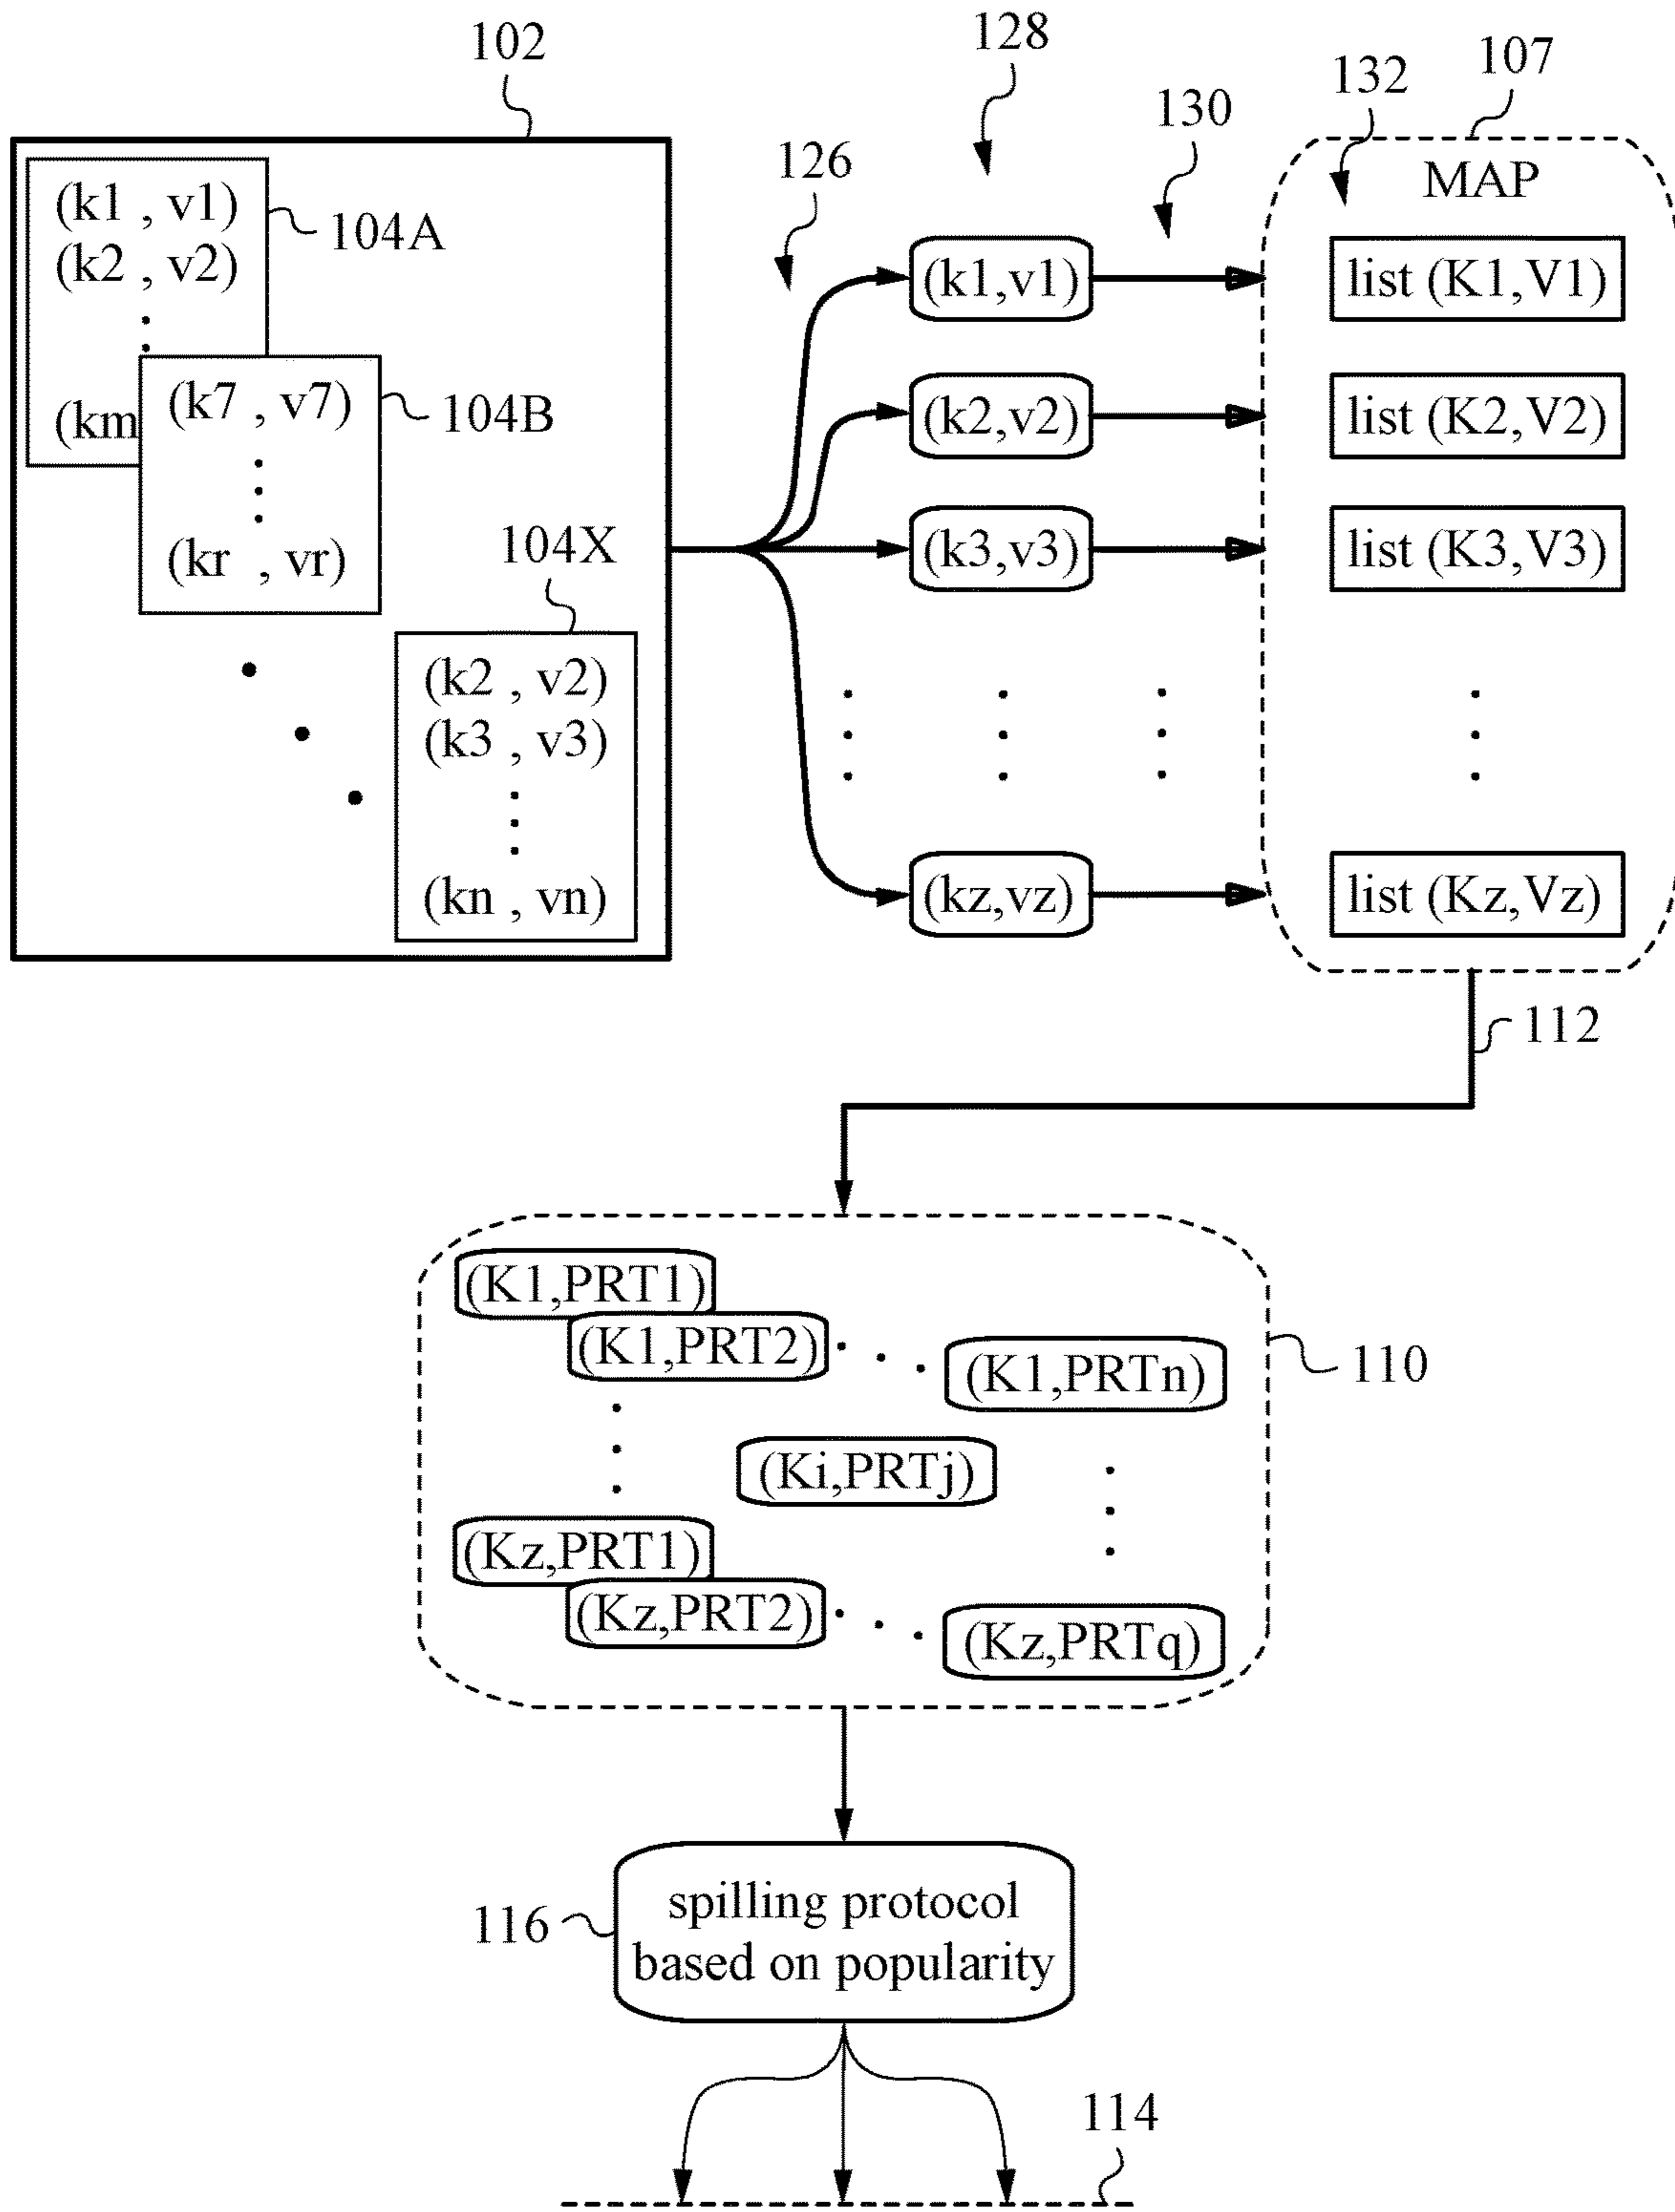 102
128
107
132
130
126
MAP
(k1 , v1)
(k2 , v2)
104A
(km
(k7 , v7)
104B
(kr , vr)
104X
(k2 , v2)
(k3 , v3)
(kn , vn)
(k1,v1)
list (K1,V1)
(k2,v2)
list (K2,V2)
(k3,v3)
list (K3,V3)
(kz,vz)
list (Kz,Vz)
112
(K1,PRT1)
(K1,PRT2)
(K1,PRTn)
110
(Ki,PRTj)
(Kz,PRT1)
(Kz,PRT2)
(Kz,PRTq)
116
spilling protocol
based on popularity
114